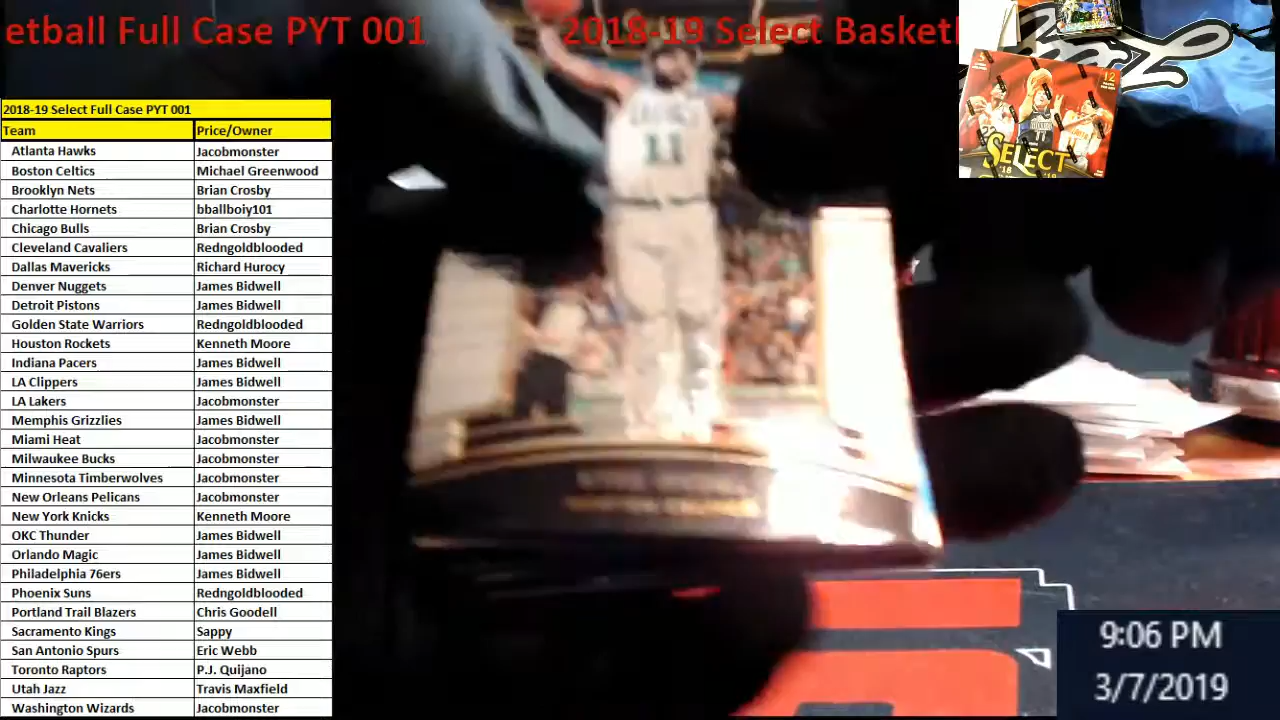 etball Full Case PYT 001
2018-19 Select Basketl
2018-19 Select Full Case PYT 001
Team Price/Owner
Atlanta Hawks Jacobmonster
Boston Celtics Michael Greenwood
Brooklyn Nets Brian Crosby
Charlotte Hornets bballboiy101
Chicago Bulls Brian Crosby
Cleveland Cavaliers Redngoldblooded
Dallas Mavericks Richard Hurocy
Denver Nuggets James Bidwell
Detroit Pistons James Bidwell
Golden State Warriors Redngoldblooded
Houston Rockets Kenneth Moore
Indiana Pacers James Bidwell
LA Clippers James Bidwell
LA Lakers Jacobmonster
Memphis Grizzlies James Bidwell
Miami Heat Jacobmonster
Milwaukee Bucks Jacobmonster
Minnesota Timberwolves Jacobmonster
New Orleans Pelicans Jacobmonster
New York Knicks Kenneth Moore
OKC Thunder James Bidwell
Orlando Magic James Bidwell
Philadelphia 76ers James Bidwell
Phoenix Suns Redngoldblooded
Portland Trail Blazers Chris Goodell
Sacramento Kings Sappy
San Antonio Spurs Eric Webb
Toronto Raptors P.J. Quijano
Utah Jazz Travis Maxfield
Washington Wizards Jacobmonster
11
12
SELECT
9:06 PM
3/7/2019